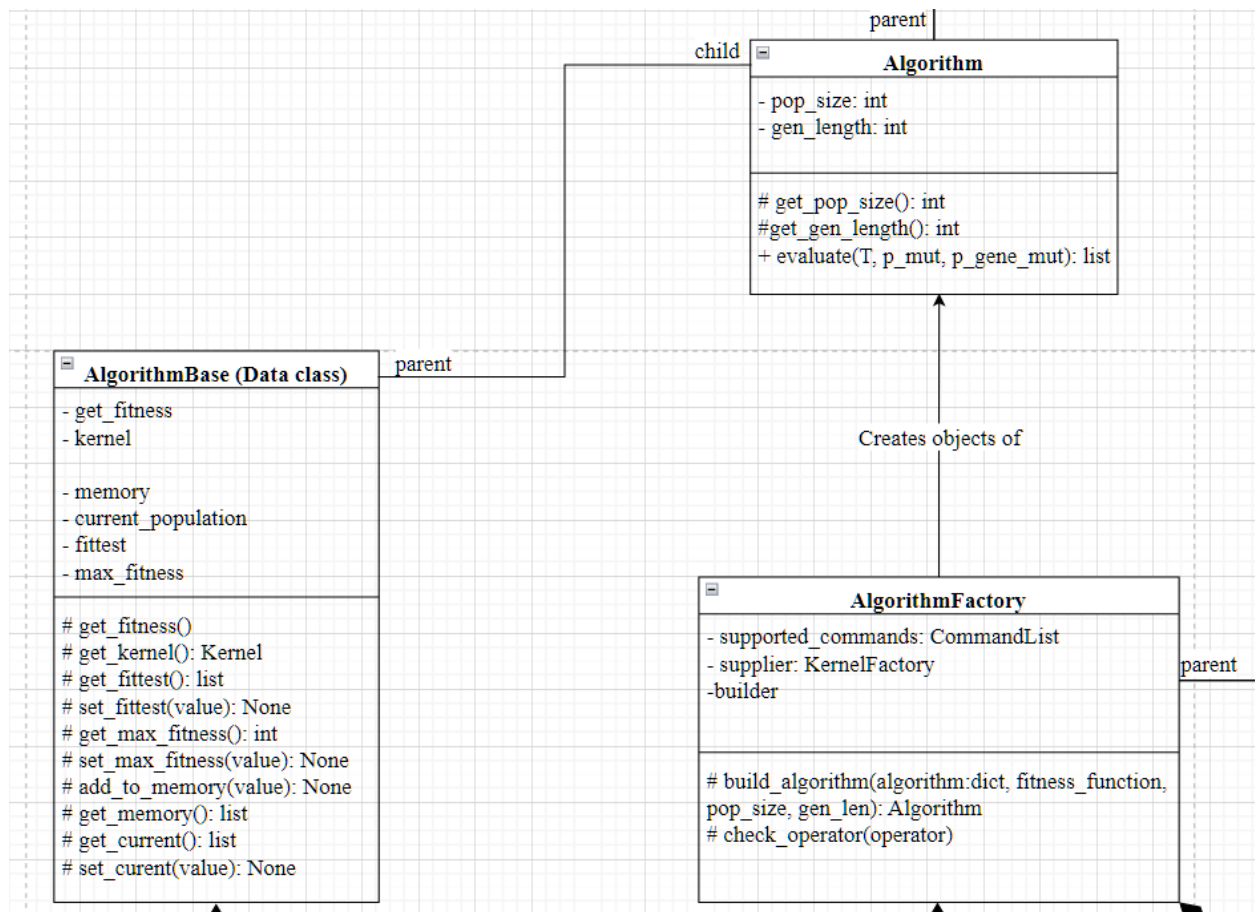 parent
child
Algorithm
- pop_size: int
- gen_length: int
# get_pop_size(): int
#get_gen_length(): int
+ evaluate(T, p_mut, p_gene_mut): list
parent
AlgorithmBase (Data class)
- get_fitness
- kernel
- memory
- current_population
- fittest
- max_fitness
# get_fitness()
# get_kernel(): Kernel
# get_fittest(): list
# set_fittest(value): None
# get_max_fitness(): int
# set_max_fitness(value): None
# add_to_memory(value): None
# get_memory(): list
# get_current(): list
# set_curent(value): None
Creates objects of
AlgorithmFactory
- supported_commands: CommandList
- supplier: KernelFactory
-builder
parent
# build_algorithm(algorithm:dict, fitness_function,
pop_size, gen_len): Algorithm
# check_operator(operator)